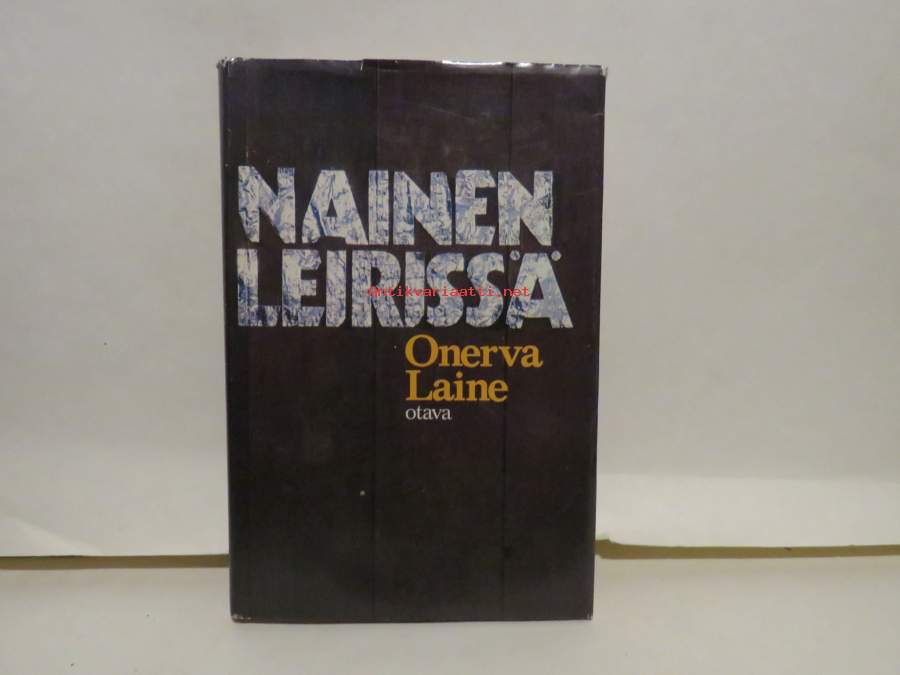 NAINEN
LEIRISSÄ
Antikvariaatti.net
Onerva
Laine
otava